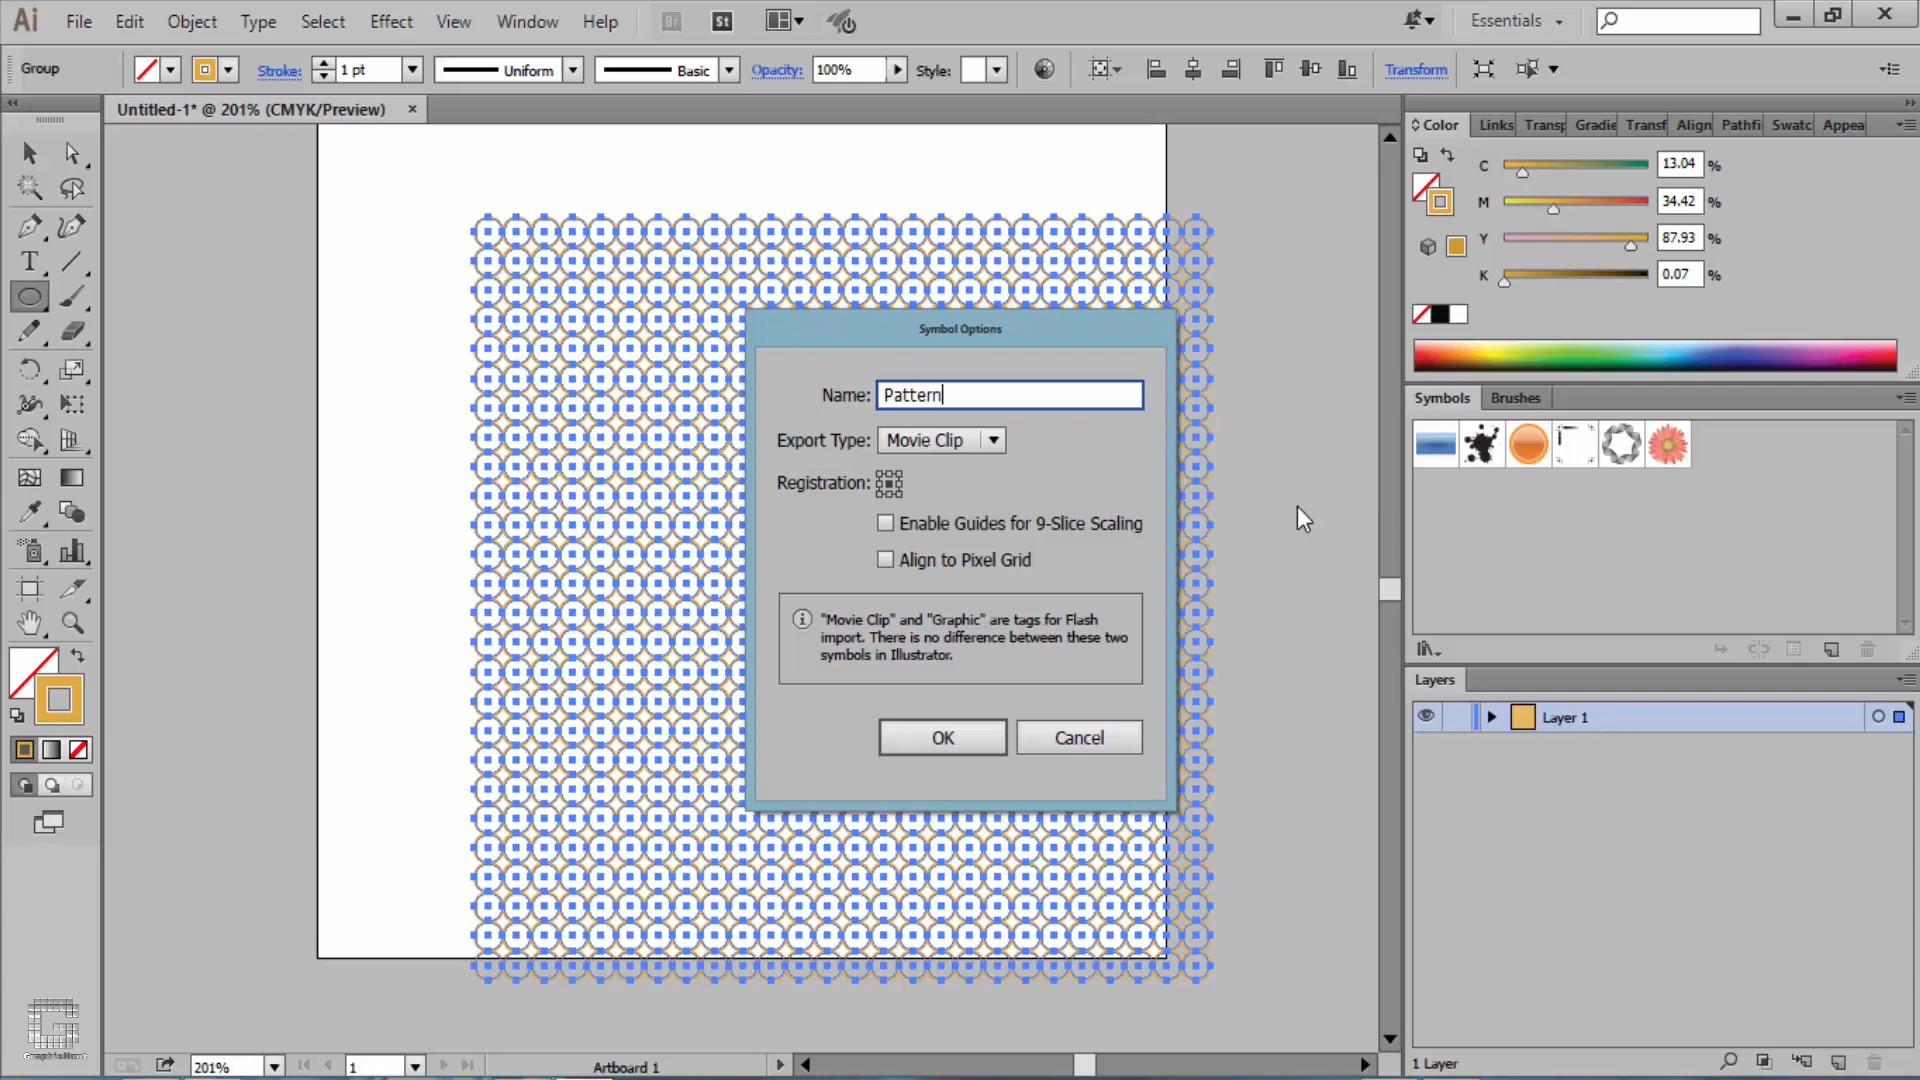 Ai File Edit Object Type Select Effect View Window Help Br St Essentials
Group Stroke: 1 pt Uniform Basic Opacity: 100% Style: Transform
Untitled-1* @ 201% (CMYK/Preview)
Color Links Transp Gradie Transf Align Pathfi Swatc Appea
C 13.04 %
M 34.42 %
Y 87.93 %
K 0.07 %
Symbol Options
Name: Pattern
Export Type: Movie Clip
Registration:
Enable Guides for 9-Slice Scaling
Align to Pixel Grid
"Movie Clip" and "Graphic" are tags for Flash
import. There is no difference between these two
symbols in Illustrator.
OK Cancel
Symbols Brushes
Layers
Layer 1
1 Layer
GraphicHunt
201% 1 Artboard 1